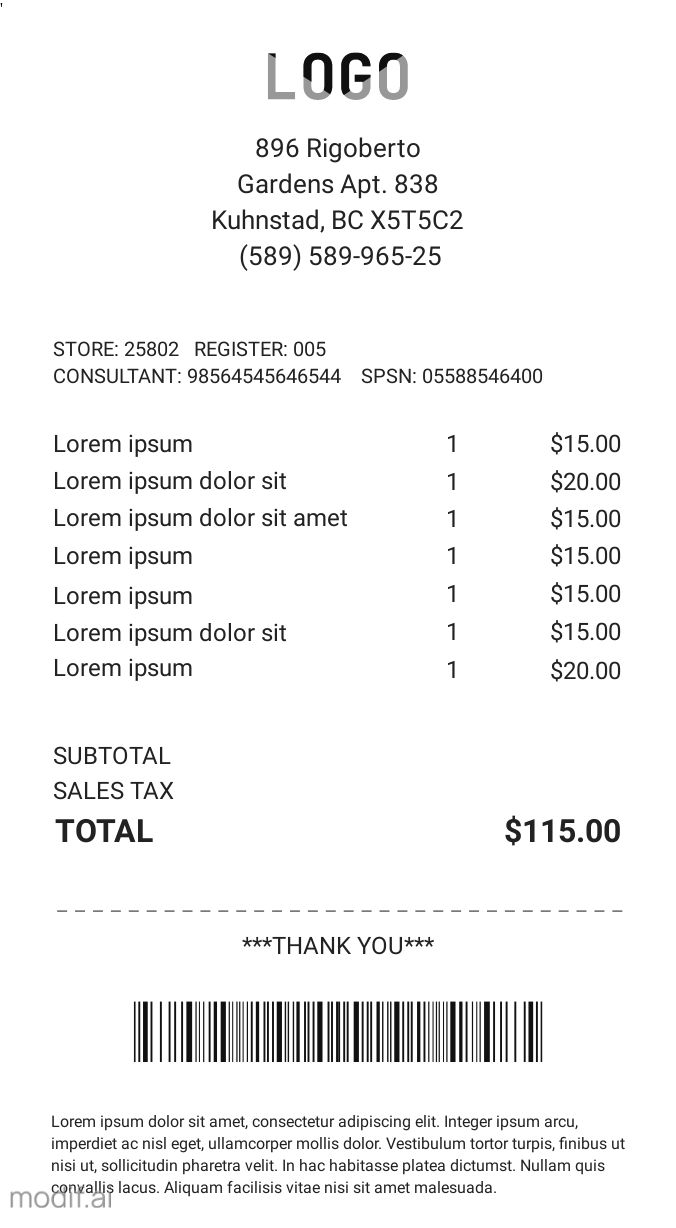 LOGO
896 Rigoberto
Gardens Apt. 838
Kuhnstad, BC X5T5C2
(589) 589-965-25
STORE: 25802 REGISTER: 005
CONSULTANT: 98564545646544 SPSN: 05588546400
Lorem ipsum 1 $15.00
Lorem ipsum dolor sit 1 $20.00
Lorem ipsum dolor sit amet 1 $15.00
Lorem ipsum 1 $15.00
Lorem ipsum 1 $15.00
Lorem ipsum dolor sit 1 $15.00
Lorem ipsum 1 $20.00
SUBTOTAL
SALES TAX
TOTAL $115.00
***THANK YOU***
Lorem ipsum dolor sit amet, consectetur adipiscing elit. Integer ipsum arcu,
imperdiet ac nisl eget, ullamcorper mollis dolor. Vestibulum tortor turpis, finibus ut
nisi ut, sollicitudin pharetra velit. In hac habitasse platea dictumst. Nullam quis
convallis lacus. Aliquam facilisis vitae nisi sit amet malesuada.
modif.ai